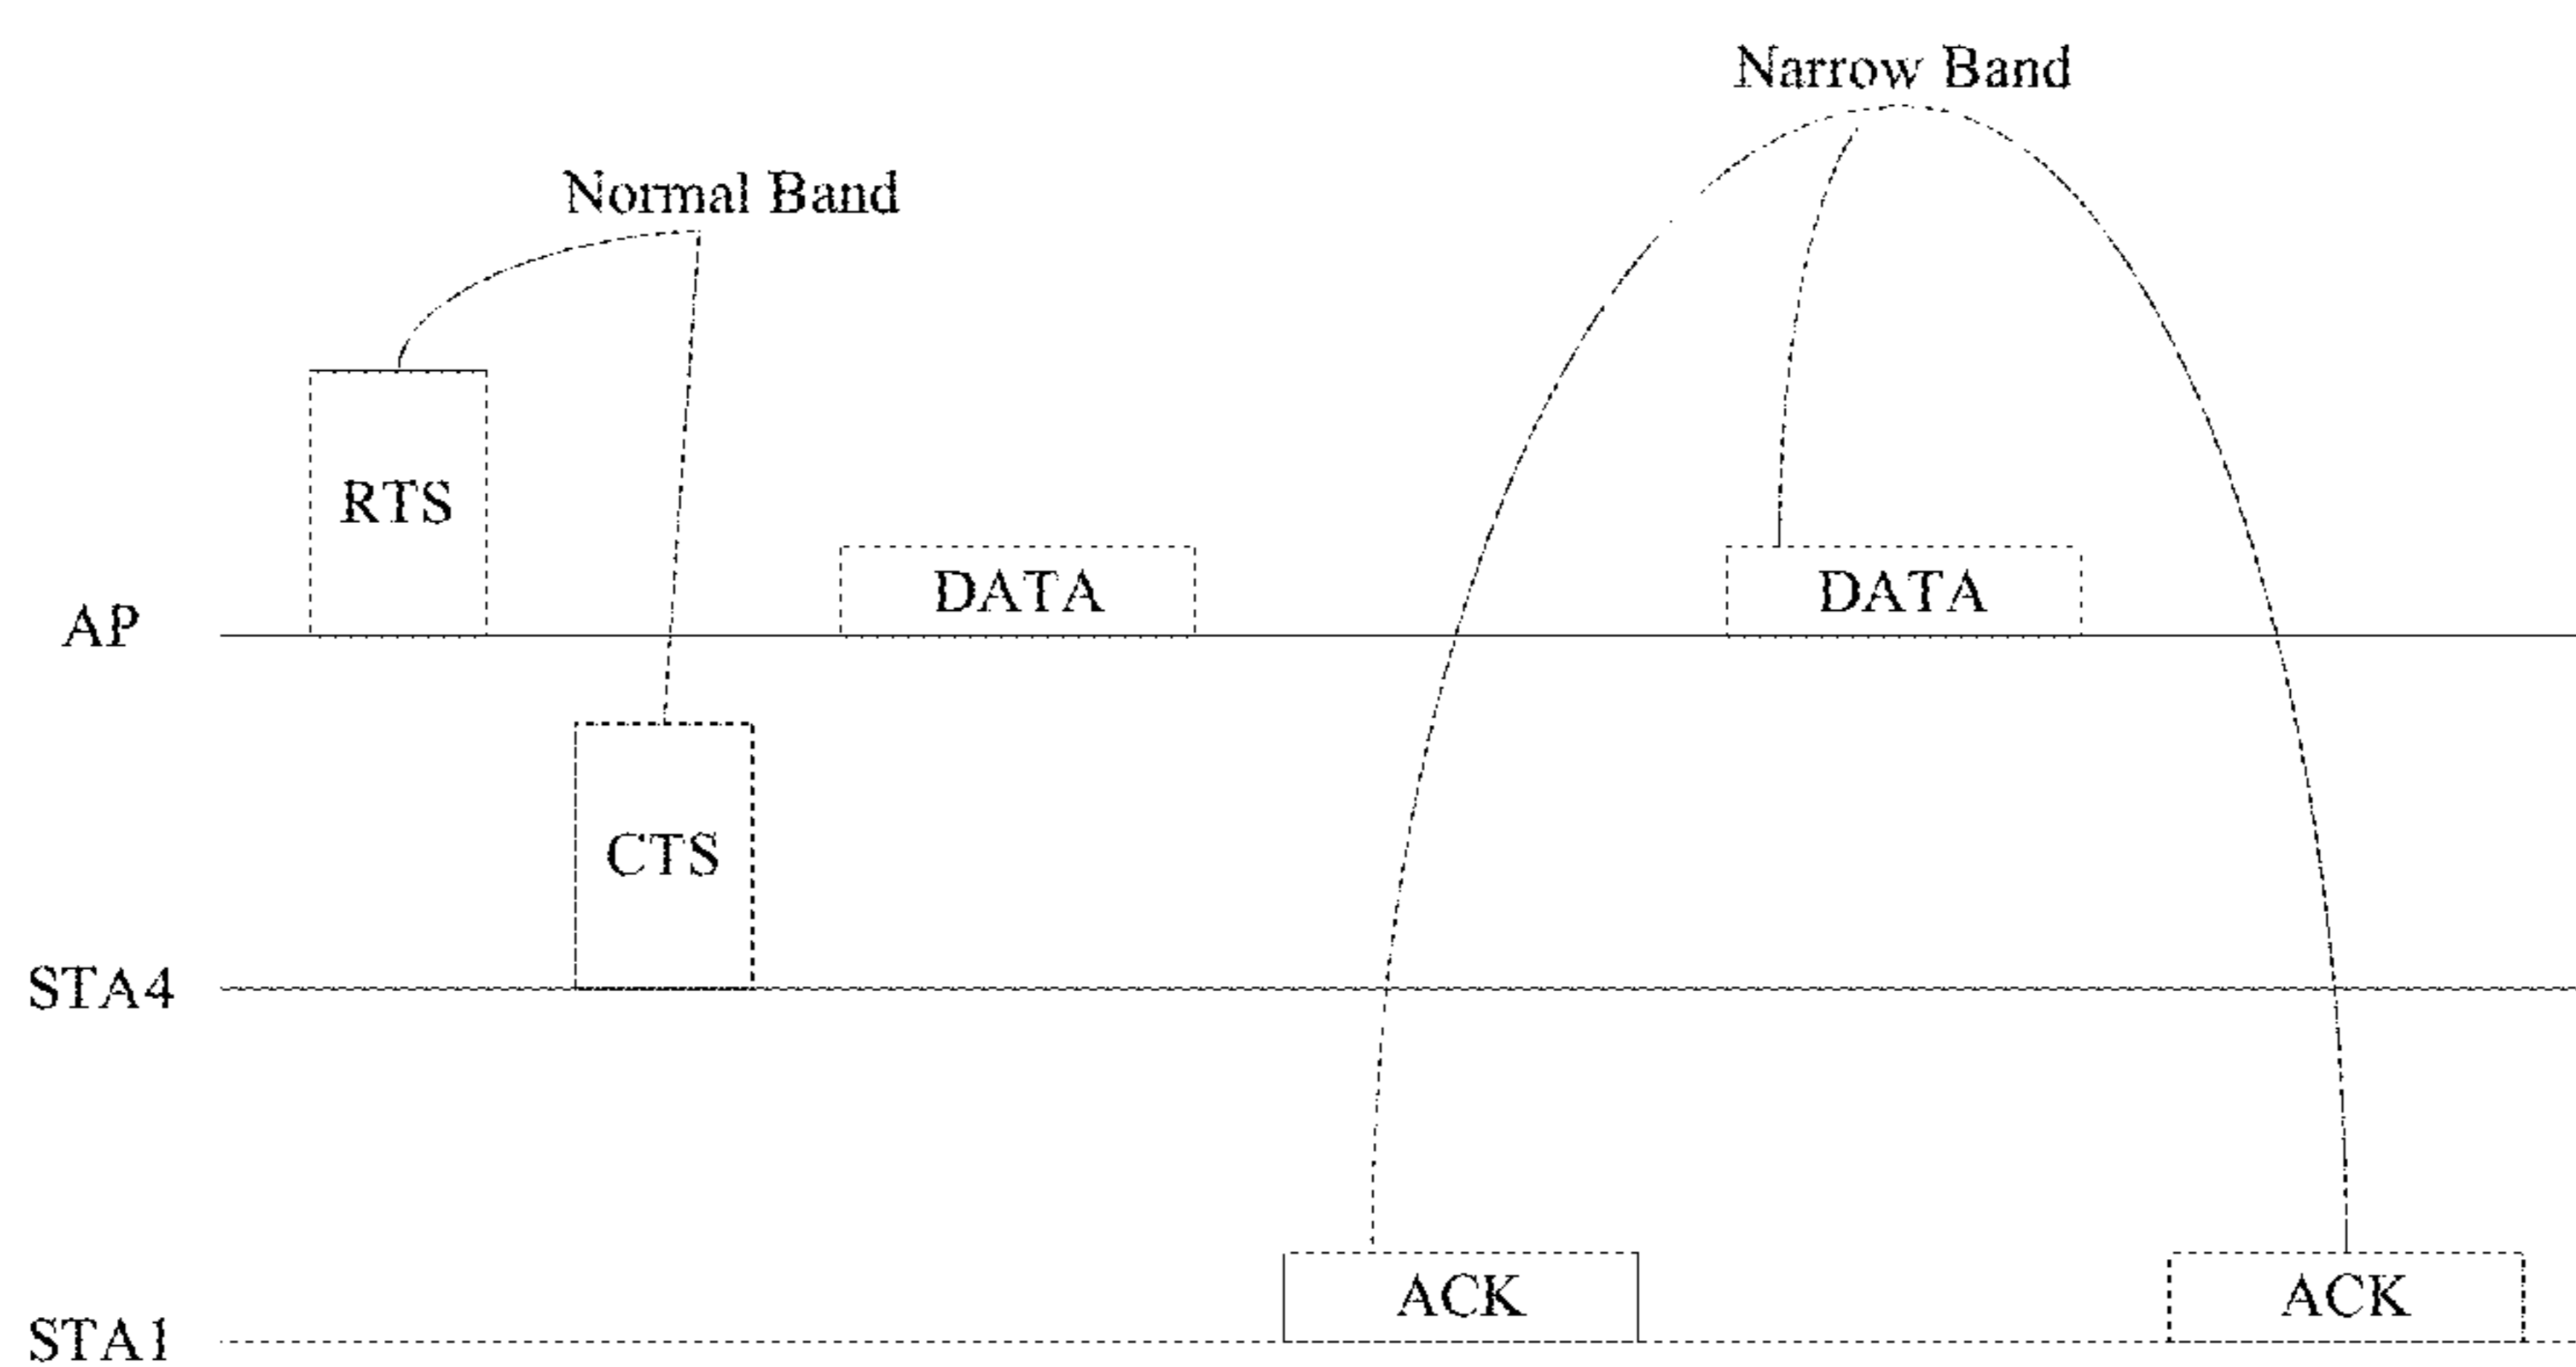 Narrow Band
Normal Band
RTS
DATA
DATA
AP
CTS
STA4
ACK
ACK
STA1